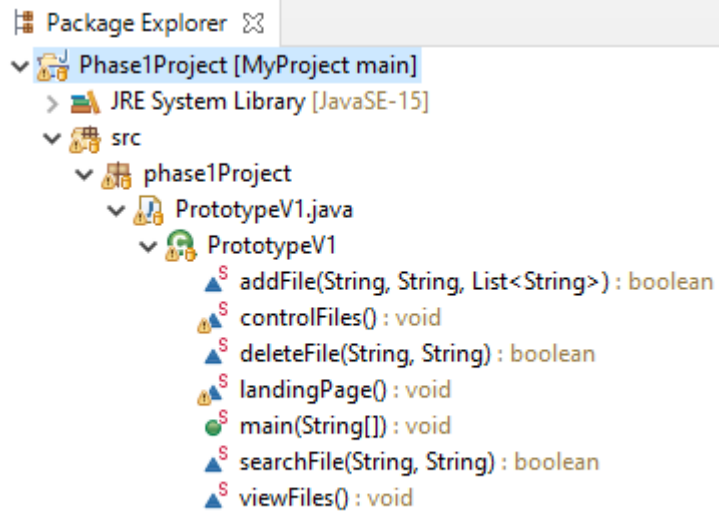 Package Explorer
Phase1Project [MyProject main]
JRE System Library [JavaSE-15]
src
phase1Project
PrototypeV1.java
PrototypeV1
addFile(String, String, List<String>) : boolean
controlFiles() : void
deleteFile(String, String) : boolean
landingPage() : void
main(String[]) : void
searchFile(String, String) : boolean
viewFiles() : void